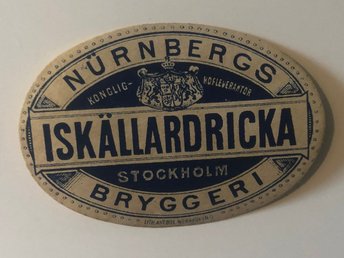 NÜRNBERGS
KONGLIG- HOFLEVERANTÖR
ISKÄLLARDRICKA
STOCKHOLM
BRYGGERI